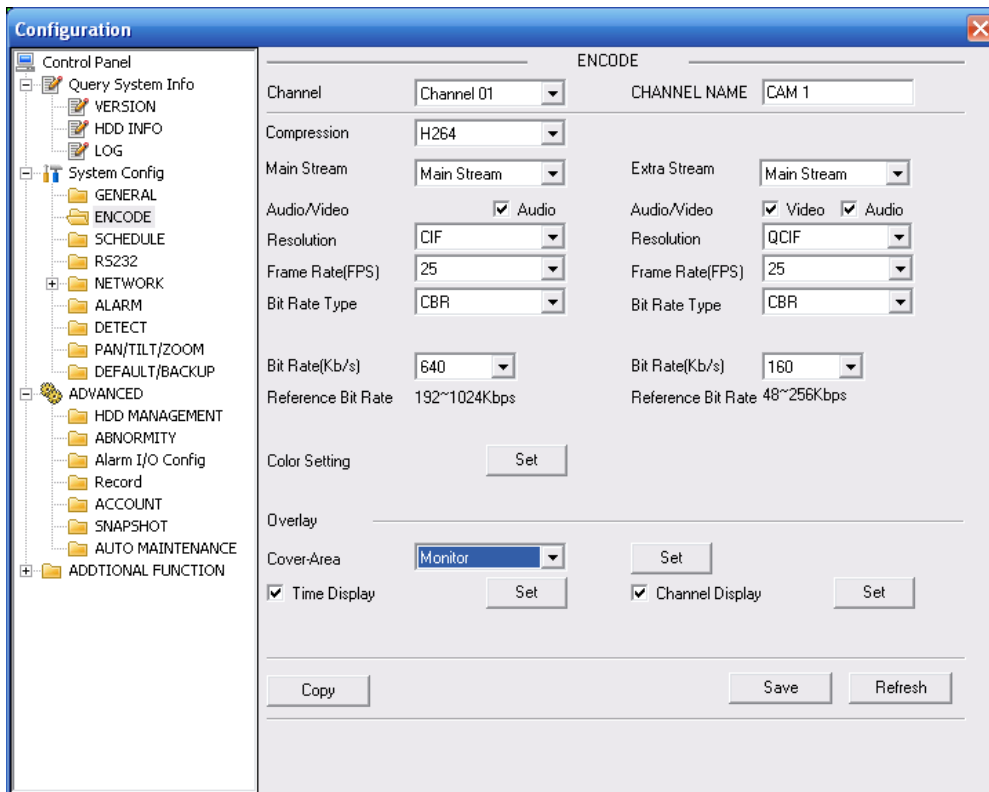 Configuration
Control Panel
Query System Info
VERSION
HDD INFO
LOG
System Config
GENERAL
ENCODE
SCHEDULE
RS232
NETWORK
ALARM
DETECT
PAN/TILT/ZOOM
DEFAULT/BACKUP
ADVANCED
HDD MANAGEMENT
ABNORMITY
Alarm I/O Config
Record
ACCOUNT
SNAPSHOT
AUTO MAINTENANCE
ADDTIONAL FUNCTION
ENCODE
Channel Channel 01 CHANNEL NAME CAM 1
Compression H264
Main Stream Main Stream Extra Stream Main Stream
Audio/Video Audio Audio/Video Video Audio
Resolution CIF Resolution QCIF
Frame Rate(FPS) 25 Frame Rate(FPS) 25
Bit Rate Type CBR Bit Rate Type CBR
Bit Rate(Kb/s) 640 Bit Rate(Kb/s) 160
Reference Bit Rate 192~1024Kbps Reference Bit Rate 48~256Kbps
Color Setting Set
Overlay
Cover-Area Monitor Set
Time Display Set Channel Display Set
Copy Save Refresh